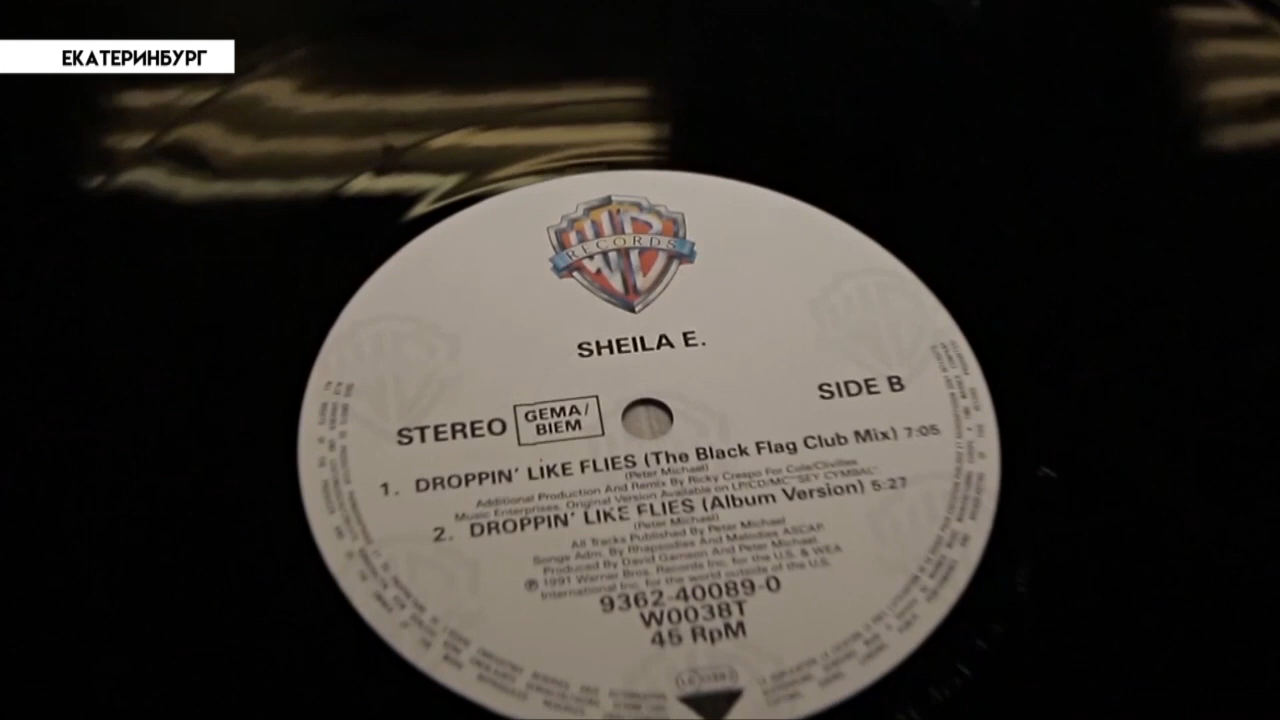 ЕКАТЕРИНБУРГ
WB
RECORDS
SHEILA E.
SIDE B
STEREO
GEMA/
BIEM
1. DROPPIN' LIKE FLIES (The Black Flag Club Mix) 7:05
(Peter Michael)
Additional Production And Remix By Ricky Crespo For Cole/Clivilles
Music Enterprises. Original Version Available on LP/CD/MC "SEY CYMBAL"
2. DROPPIN' LIKE FLIES (Album Version) 5:27
(Peter Michael)
All Tracks Published By Peter Michael
Songs Adm. By Rhapsodies And Melodies ASCAP.
Produced By David Gamson And Peter Michael.
℗ 1991 Warner Bros. Records Inc. for the U.S. & WEA
International Inc. for the world outside of the U.S.
9362-40089-0
W0038T
45 RpM